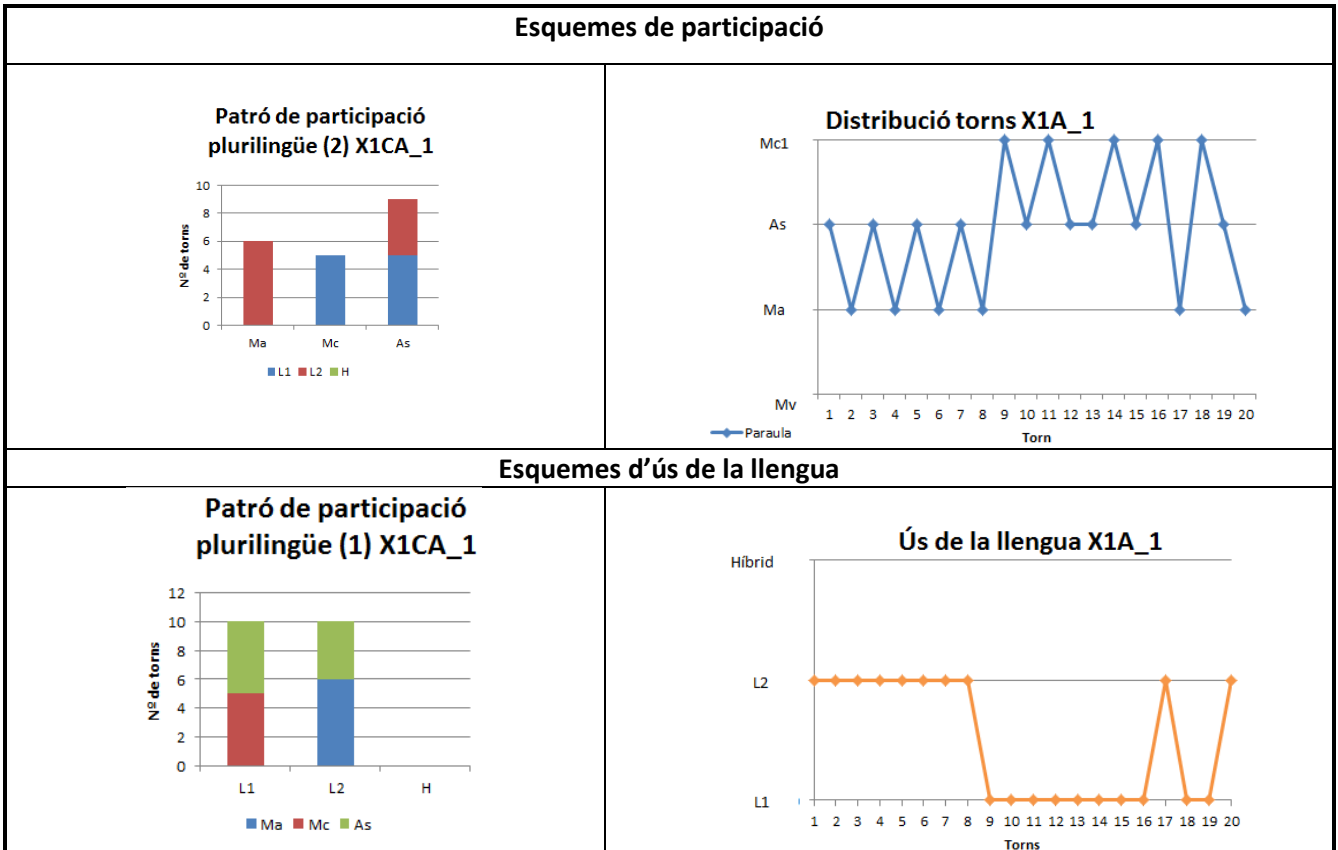 Esquemes de participació
Patró de participació
plurilingüe (2) X1CA_1
Nº de torns
10
8
6
4
2
0
Ma Mc As
L1 L2 H
Distribució torns X1A_1
Mc1
As
Ma
Mv
1 2 3 4 5 6 7 8 9 10 11 12 13 14 15 16 17 18 19 20
Paraula
Torn
Esquemes d’ús de la llengua
Patró de participació
plurilingüe (1) X1CA_1
Nº de torns
12
10
8
6
4
2
0
L1 L2 H
Ma Mc As
Ús de la llengua X1A_1
Híbrid
L2
L1
1 2 3 4 5 6 7 8 9 10 11 12 13 14 15 16 17 18 19 20
Torns